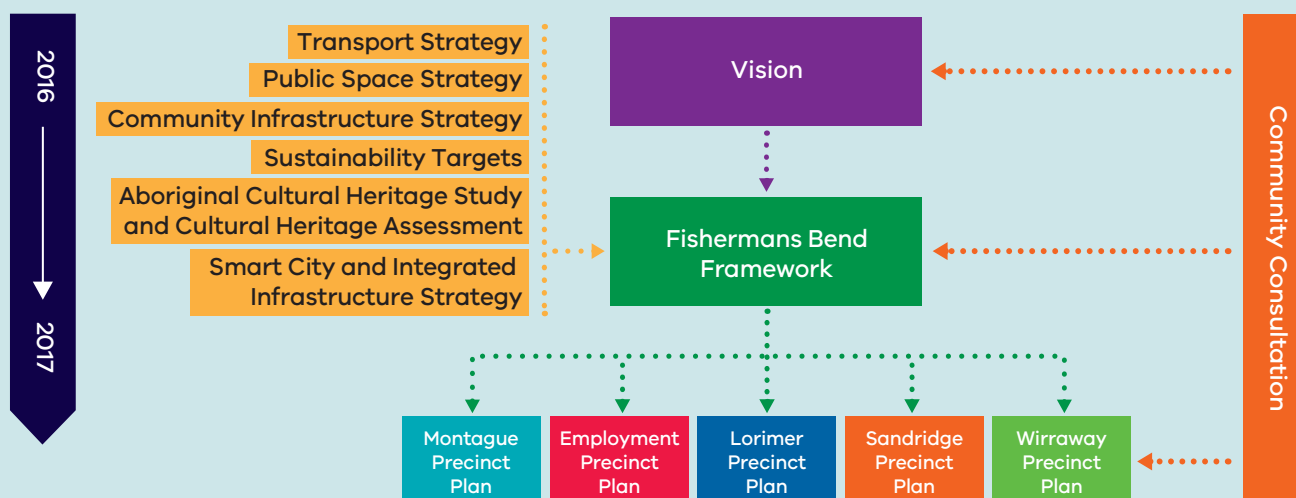 2016
2017
Transport Strategy
Public Space Strategy
Community Infrastructure Strategy
Sustainability Targets
Aboriginal Cultural Heritage Study
and Cultural Heritage Assessment
Smart City and Integrated
Infrastructure Strategy
Vision
Fishermans Bend
Framework
Montague
Precinct
Plan
Employment
Precinct
Plan
Lorimer
Precinct
Plan
Sandridge
Precinct
Plan
Wirraway
Precinct
Plan
Community Consultation